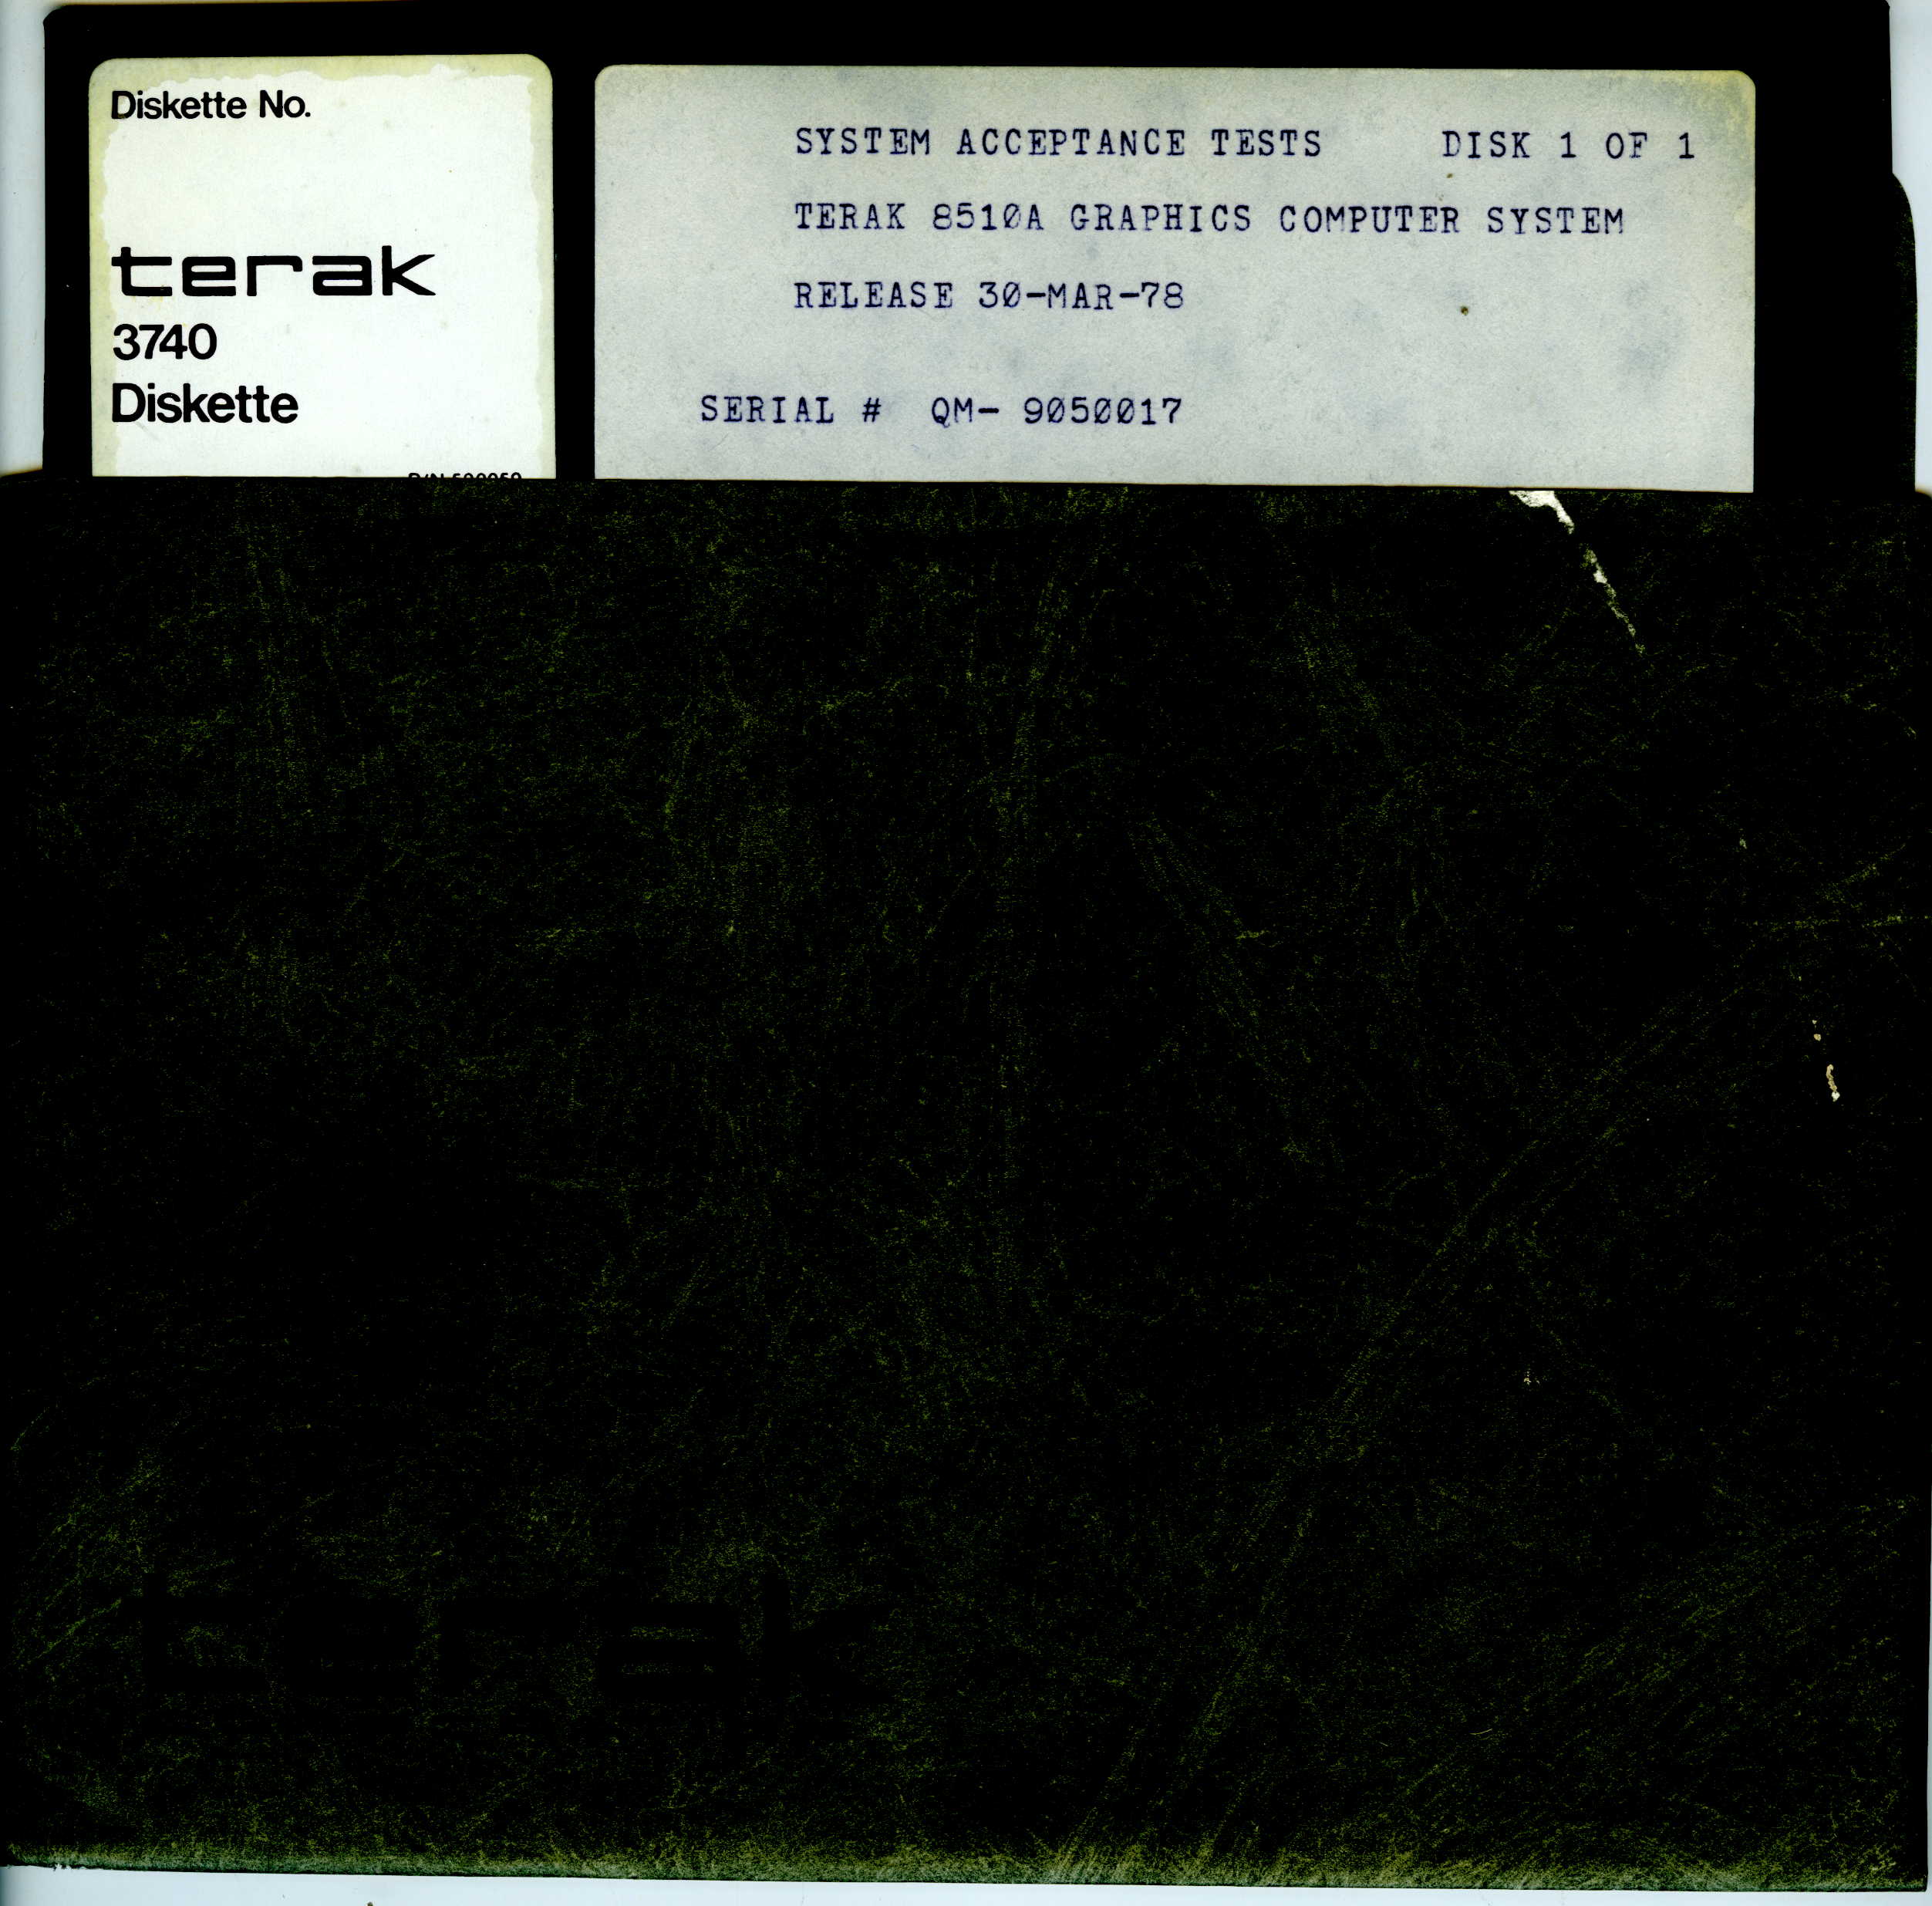 Diskette No.
terak
3740
Diskette
SYSTEM ACCEPTANCE TESTS DISK 1 OF 1
TERAK 8510A GRAPHICS COMPUTER SYSTEM
RELEASE 30-MAR-78
SERIAL # QM- 9050017
terak